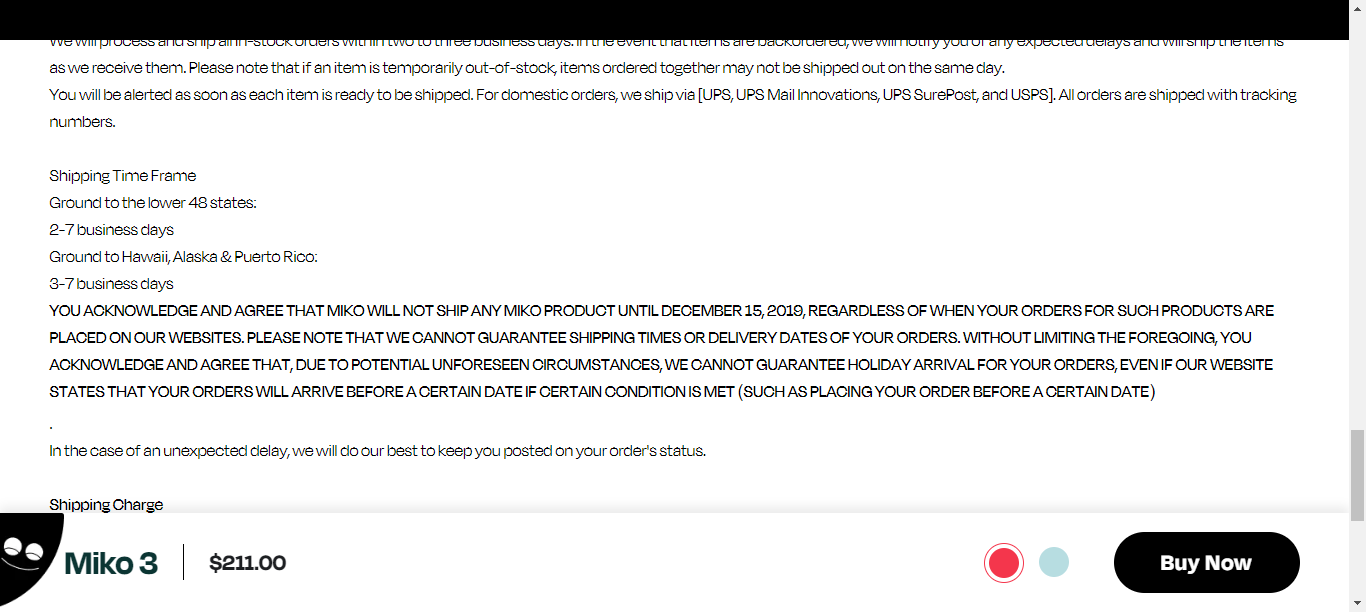 We will process and ship all in-stock orders within two to three business days. In the event that items are backordered, we will notify you of any expected delays and will ship the items
as we receive them. Please note that if an item is temporarily out-of-stock, items ordered together may not be shipped out on the same day.
You will be alerted as soon as each item is ready to be shipped. For domestic orders, we ship via [UPS, UPS Mail Innovations, UPS SurePost, and USPS]. All orders are shipped with tracking
numbers.
Shipping Time Frame
Ground to the lower 48 states:
2-7 business days
Ground to Hawaii, Alaska & Puerto Rico:
3-7 business days
YOU ACKNOWLEDGE AND AGREE THAT MIKO WILL NOT SHIP ANY MIKO PRODUCT UNTIL DECEMBER 15, 2019, REGARDLESS OF WHEN YOUR ORDERS FOR SUCH PRODUCTS ARE
PLACED ON OUR WEBSITES. PLEASE NOTE THAT WE CANNOT GUARANTEE SHIPPING TIMES OR DELIVERY DATES OF YOUR ORDERS. WITHOUT LIMITING THE FOREGOING, YOU
ACKNOWLEDGE AND AGREE THAT, DUE TO POTENTIAL UNFORESEEN CIRCUMSTANCES, WE CANNOT GUARANTEE HOLIDAY ARRIVAL FOR YOUR ORDERS, EVEN IF OUR WEBSITE
STATES THAT YOUR ORDERS WILL ARRIVE BEFORE A CERTAIN DATE IF CERTAIN CONDITION IS MET (SUCH AS PLACING YOUR ORDER BEFORE A CERTAIN DATE)
.
In the case of an unexpected delay, we will do our best to keep you posted on your order's status.
Shipping Charge
Miko 3 $211.00 Buy Now